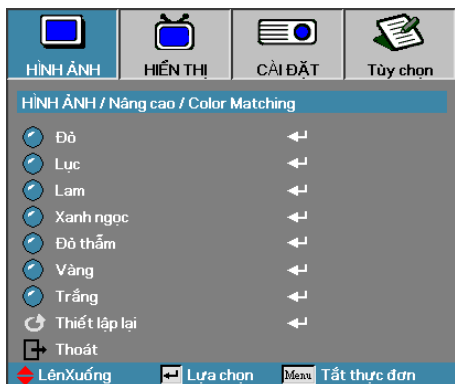 HÌNH ẢNH HIỂN THỊ CÀI ĐẶT Tùy chọn
HÌNH ẢNH / Nâng cao / Color Matching
Đỏ
Lục
Lam
Xanh ngọc
Đỏ thẫm
Vàng
Trắng
Thiết lập lại
Thoát
LênXuống Lựa chọn Menu Tắt thực đơn